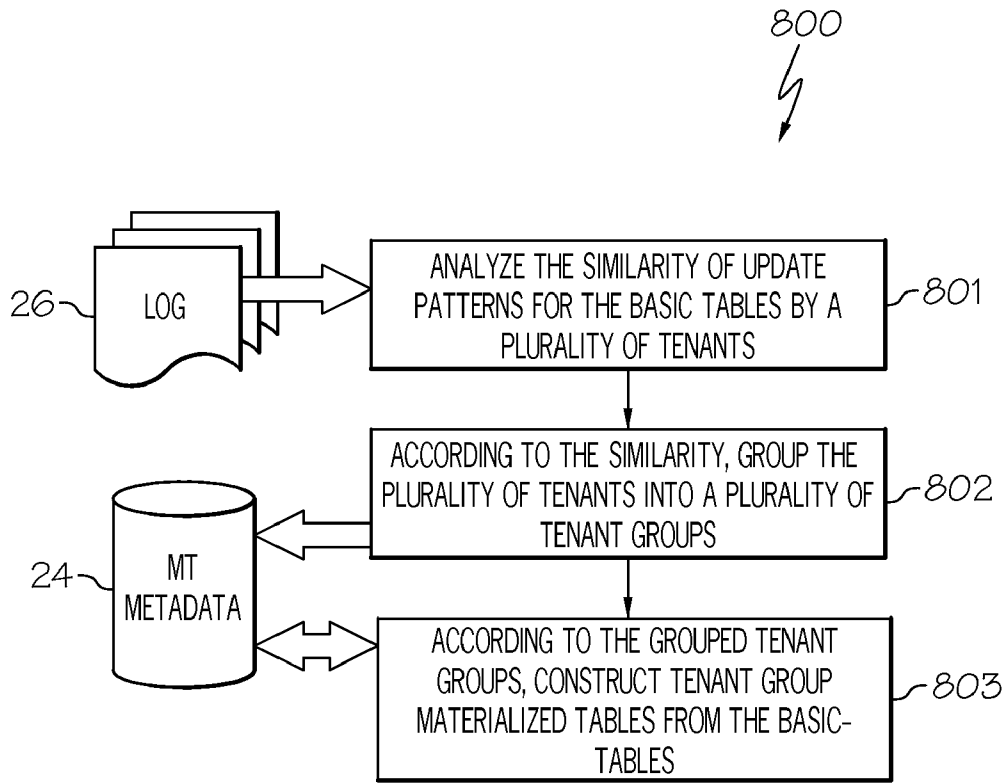 800
26
LOG
ANALYZE THE SIMILARITY OF UPDATE
PATTERNS FOR THE BASIC TABLES BY A
PLURALITY OF TENANTS
801
ACCORDING TO THE SIMILARITY, GROUP THE
PLURALITY OF TENANTS INTO A PLURALITY OF
TENANT GROUPS
802
24
MT
METADATA
ACCORDING TO THE GROUPED TENANT
GROUPS, CONSTRUCT TENANT GROUP
MATERIALIZED TABLES FROM THE BASIC-
TABLES
803